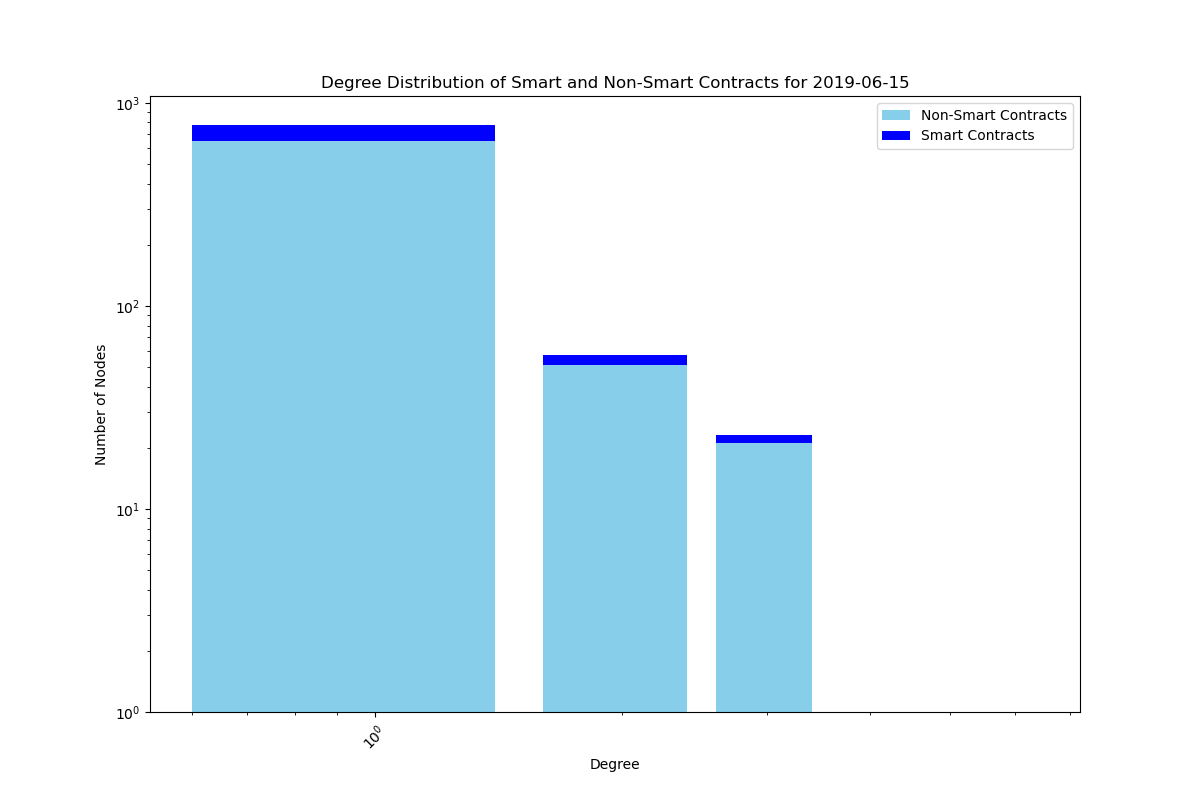 Degree Distribution of Smart and Non-Smart Contracts for 2019-06-15
Non-Smart Contracts
Smart Contracts
Number of Nodes
10³
10²
10¹
10⁰
10⁰
Degree